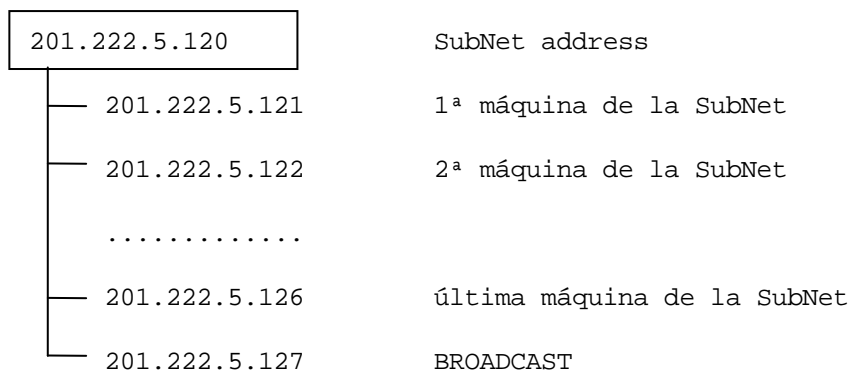 201.222.5.120 SubNet address
201.222.5.121 1ª máquina de la SubNet
201.222.5.122 2ª máquina de la SubNet
.............
201.222.5.126 última máquina de la SubNet
201.222.5.127 BROADCAST